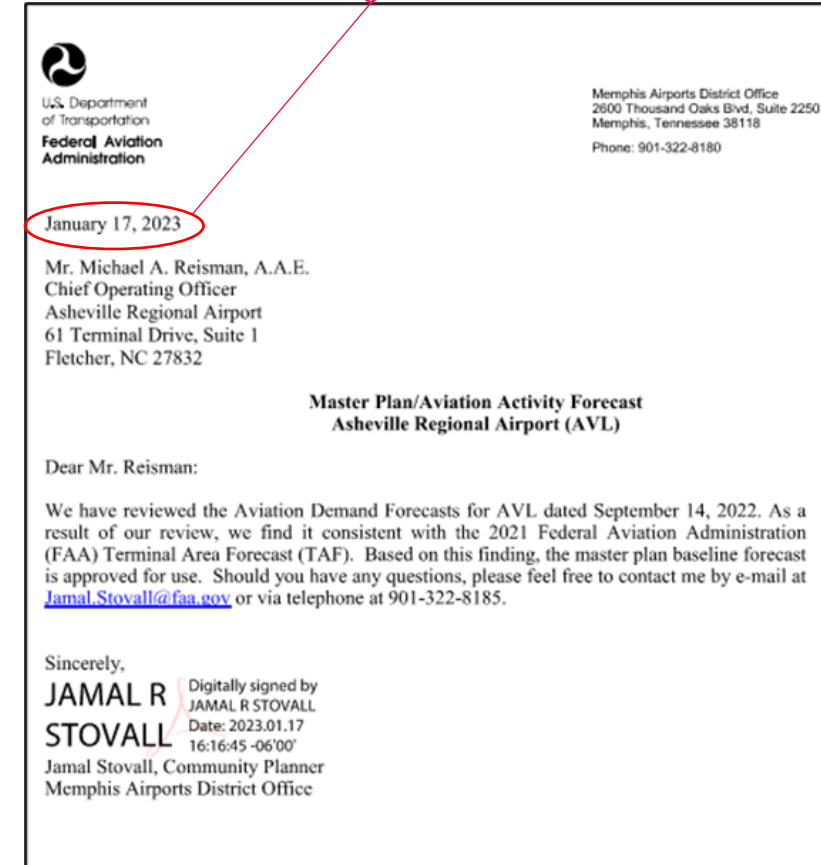 U.S. Department
of Transportation
Federal Aviation
Administration
Memphis Airports District Office
2600 Thousand Oaks Blvd, Suite 2250
Memphis, Tennessee 38118
Phone: 901-322-8180
January 17, 2023
Mr. Michael A. Reisman, A.A.E.
Chief Operating Officer
Asheville Regional Airport
61 Terminal Drive, Suite 1
Fletcher, NC 27832
Master Plan/Aviation Activity Forecast
Asheville Regional Airport (AVL)
Dear Mr. Reisman:
We have reviewed the Aviation Demand Forecasts for AVL dated September 14, 2022. As a
result of our review, we find it consistent with the 2021 Federal Aviation Administration
(FAA) Terminal Area Forecast (TAF). Based on this finding, the master plan baseline forecast
is approved for use. Should you have any questions, please feel free to contact me by e-mail at
Jamal.Stovall@faa.gov or via telephone at 901-322-8185.
Sincerely,
JAMAL R
STOVALL
Digitally signed by
JAMAL R STOVALL
Date: 2023.01.17
16:16:45 -06'00'
Jamal Stovall, Community Planner
Memphis Airports District Office